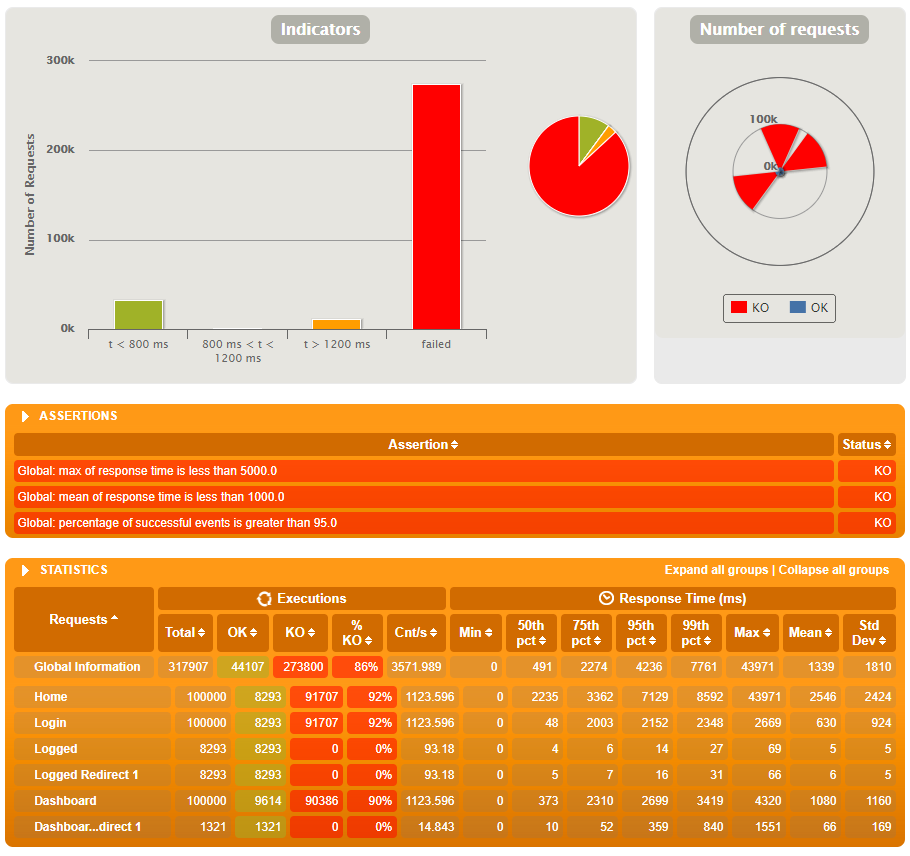 Indicators
Number of requests
Number of Requests
300k
200k
100k
0k
t < 800 ms
800 ms < t <
1200 ms
t > 1200 ms
failed
100k
0k
KO OK
ASSERTIONS
Assertion Status
Global: max of response time is less than 5000.0 KO
Global: mean of response time is less than 1000.0 KO
Global: percentage of successful events is greater than 95.0 KO
STATISTICS Expand all groups | Collapse all groups
Requests Executions Response Time (ms)
Total OK KO % KO Cnt/s Min 50th pct 75th pct 95th pct 99th pct Max Mean Std Dev
Global Information 317907 44107 273800 86% 3571.989 0 491 2274 4236 7761 43971 1339 1810
Home 100000 8293 91707 92% 1123.596 0 2235 3362 7129 8592 43971 2546 2424
Login 100000 8293 91707 92% 1123.596 0 48 2003 2152 2348 2669 630 924
Logged 8293 8293 0 0% 93.18 0 4 6 14 27 69 5 5
Logged Redirect 1 8293 8293 0 0% 93.18 0 5 7 16 31 66 6 5
Dashboard 100000 9614 90386 90% 1123.596 0 373 2310 2699 3419 4320 1080 1160
Dashboar...direct 1 1321 1321 0 0% 14.843 0 10 52 359 840 1551 66 169